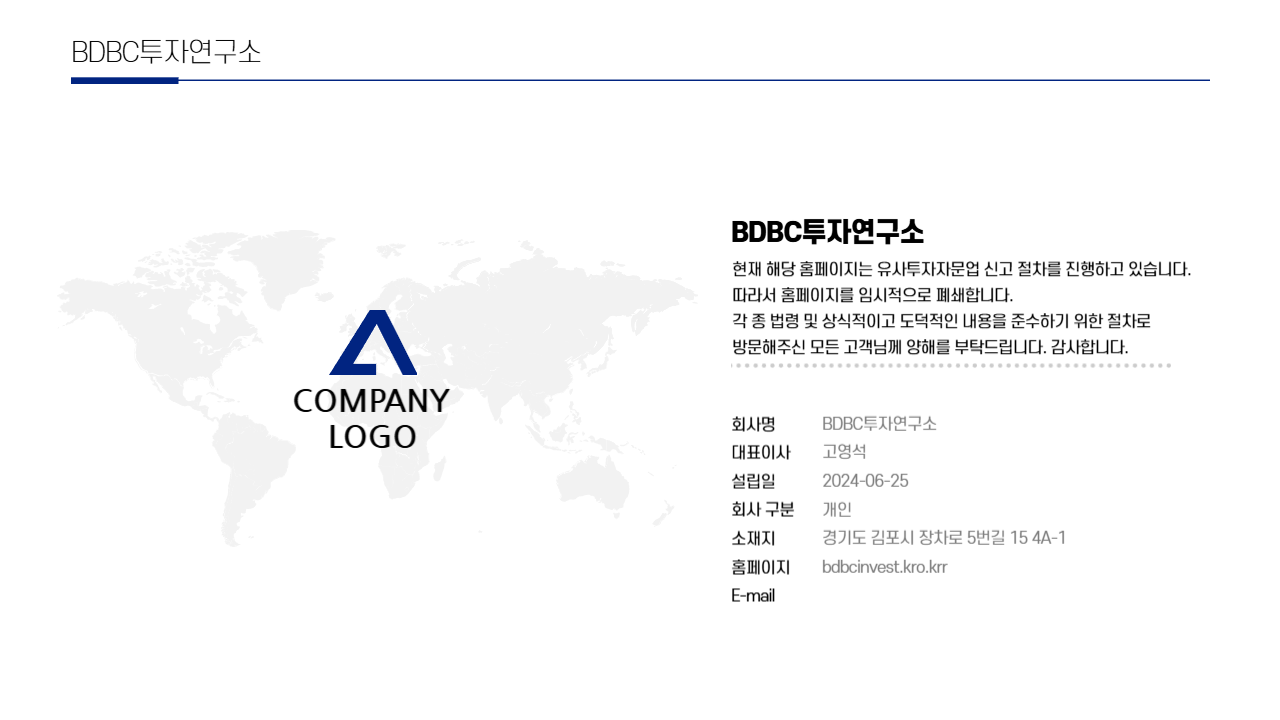 BDBC투자연구소
COMPANY
LOGO
BDBC투자연구소
현재 해당 홈페이지는 유사투자자문업 신고 절차를 진행하고 있습니다.
따라서 홈페이지를 임시적으로 폐쇄합니다.
각 종 법령 및 상식적이고 도덕적인 내용을 준수하기 위한 절차로
방문해주신 모든 고객님께 양해를 부탁드립니다. 감사합니다.
회사명 BDBC투자연구소
대표이사 고영석
설립일 2024-06-25
회사 구분 개인
소재지 경기도 김포시 장차로 5번길 15 4A-1
홈페이지 bdbcinvest.kro.krr
E-mail